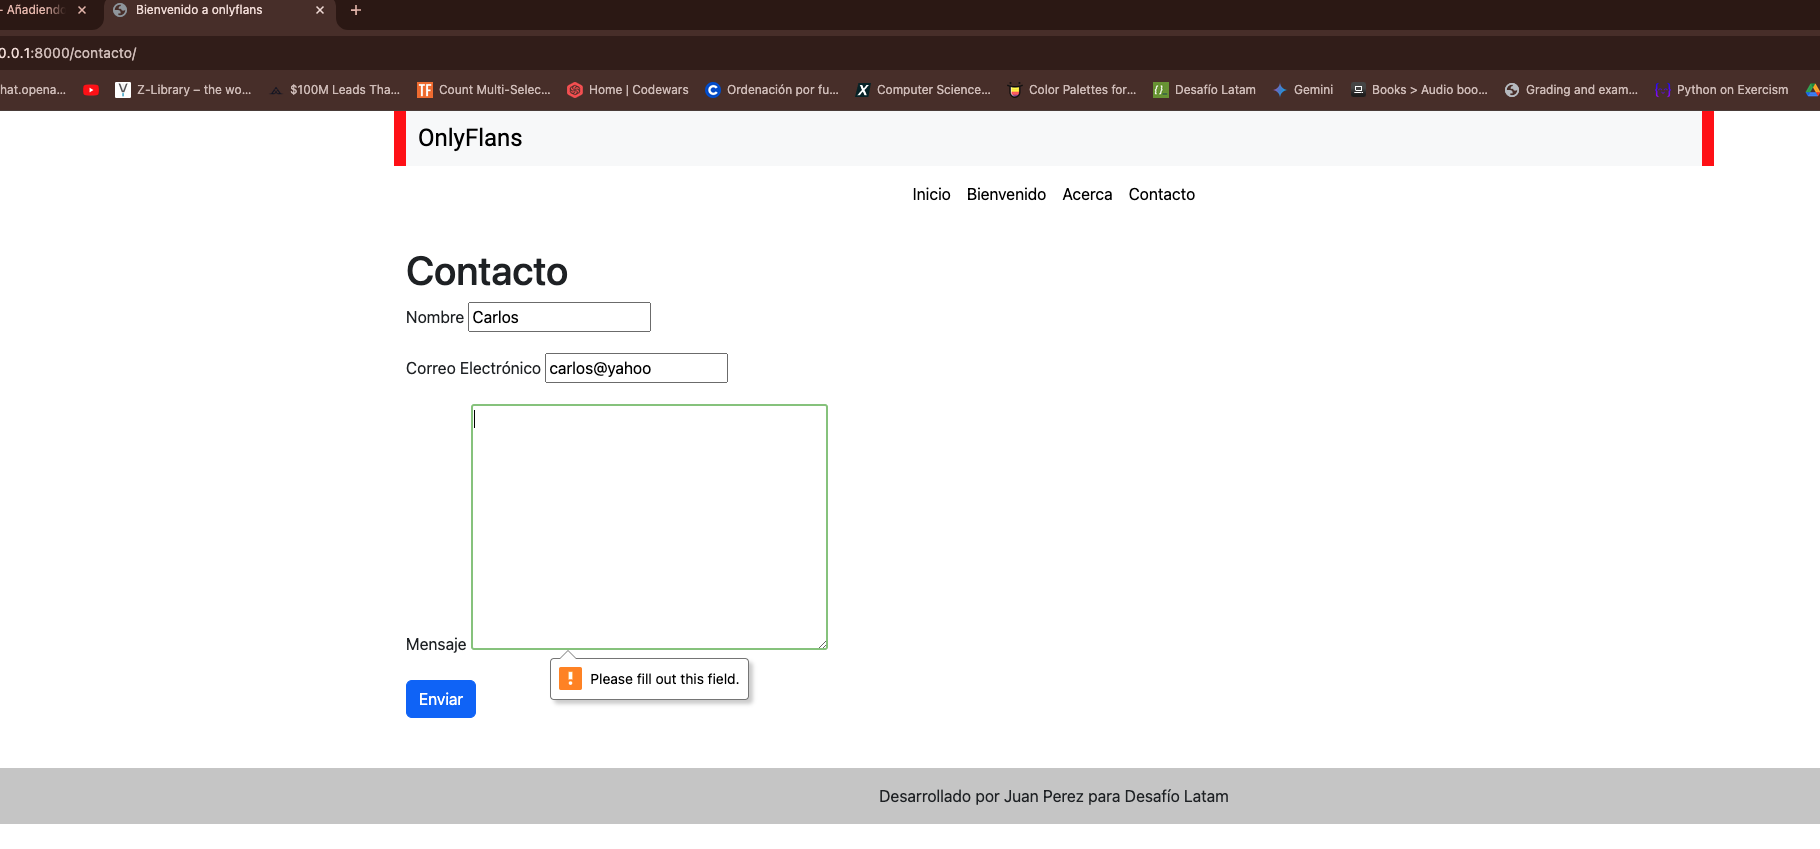 - Añadiendo
Bienvenido a onlyflans
0.0.1:8000/contacto/
hat.opena...
Z-Library – the wo...
$100M Leads Tha...
TF
Count Multi-Selec...
Home | Codewars
Ordenación por fu...
Computer Science...
Color Palettes for...
Desafío Latam
Gemini
Books > Audio boo...
Grading and exam...
Python on Exercism
OnlyFlans
Inicio Bienvenido Acerca Contacto
Contacto
Nombre Carlos
Correo Electrónico carlos@yahoo
Mensaje
Please fill out this field.
Enviar
Desarrollado por Juan Perez para Desafío Latam